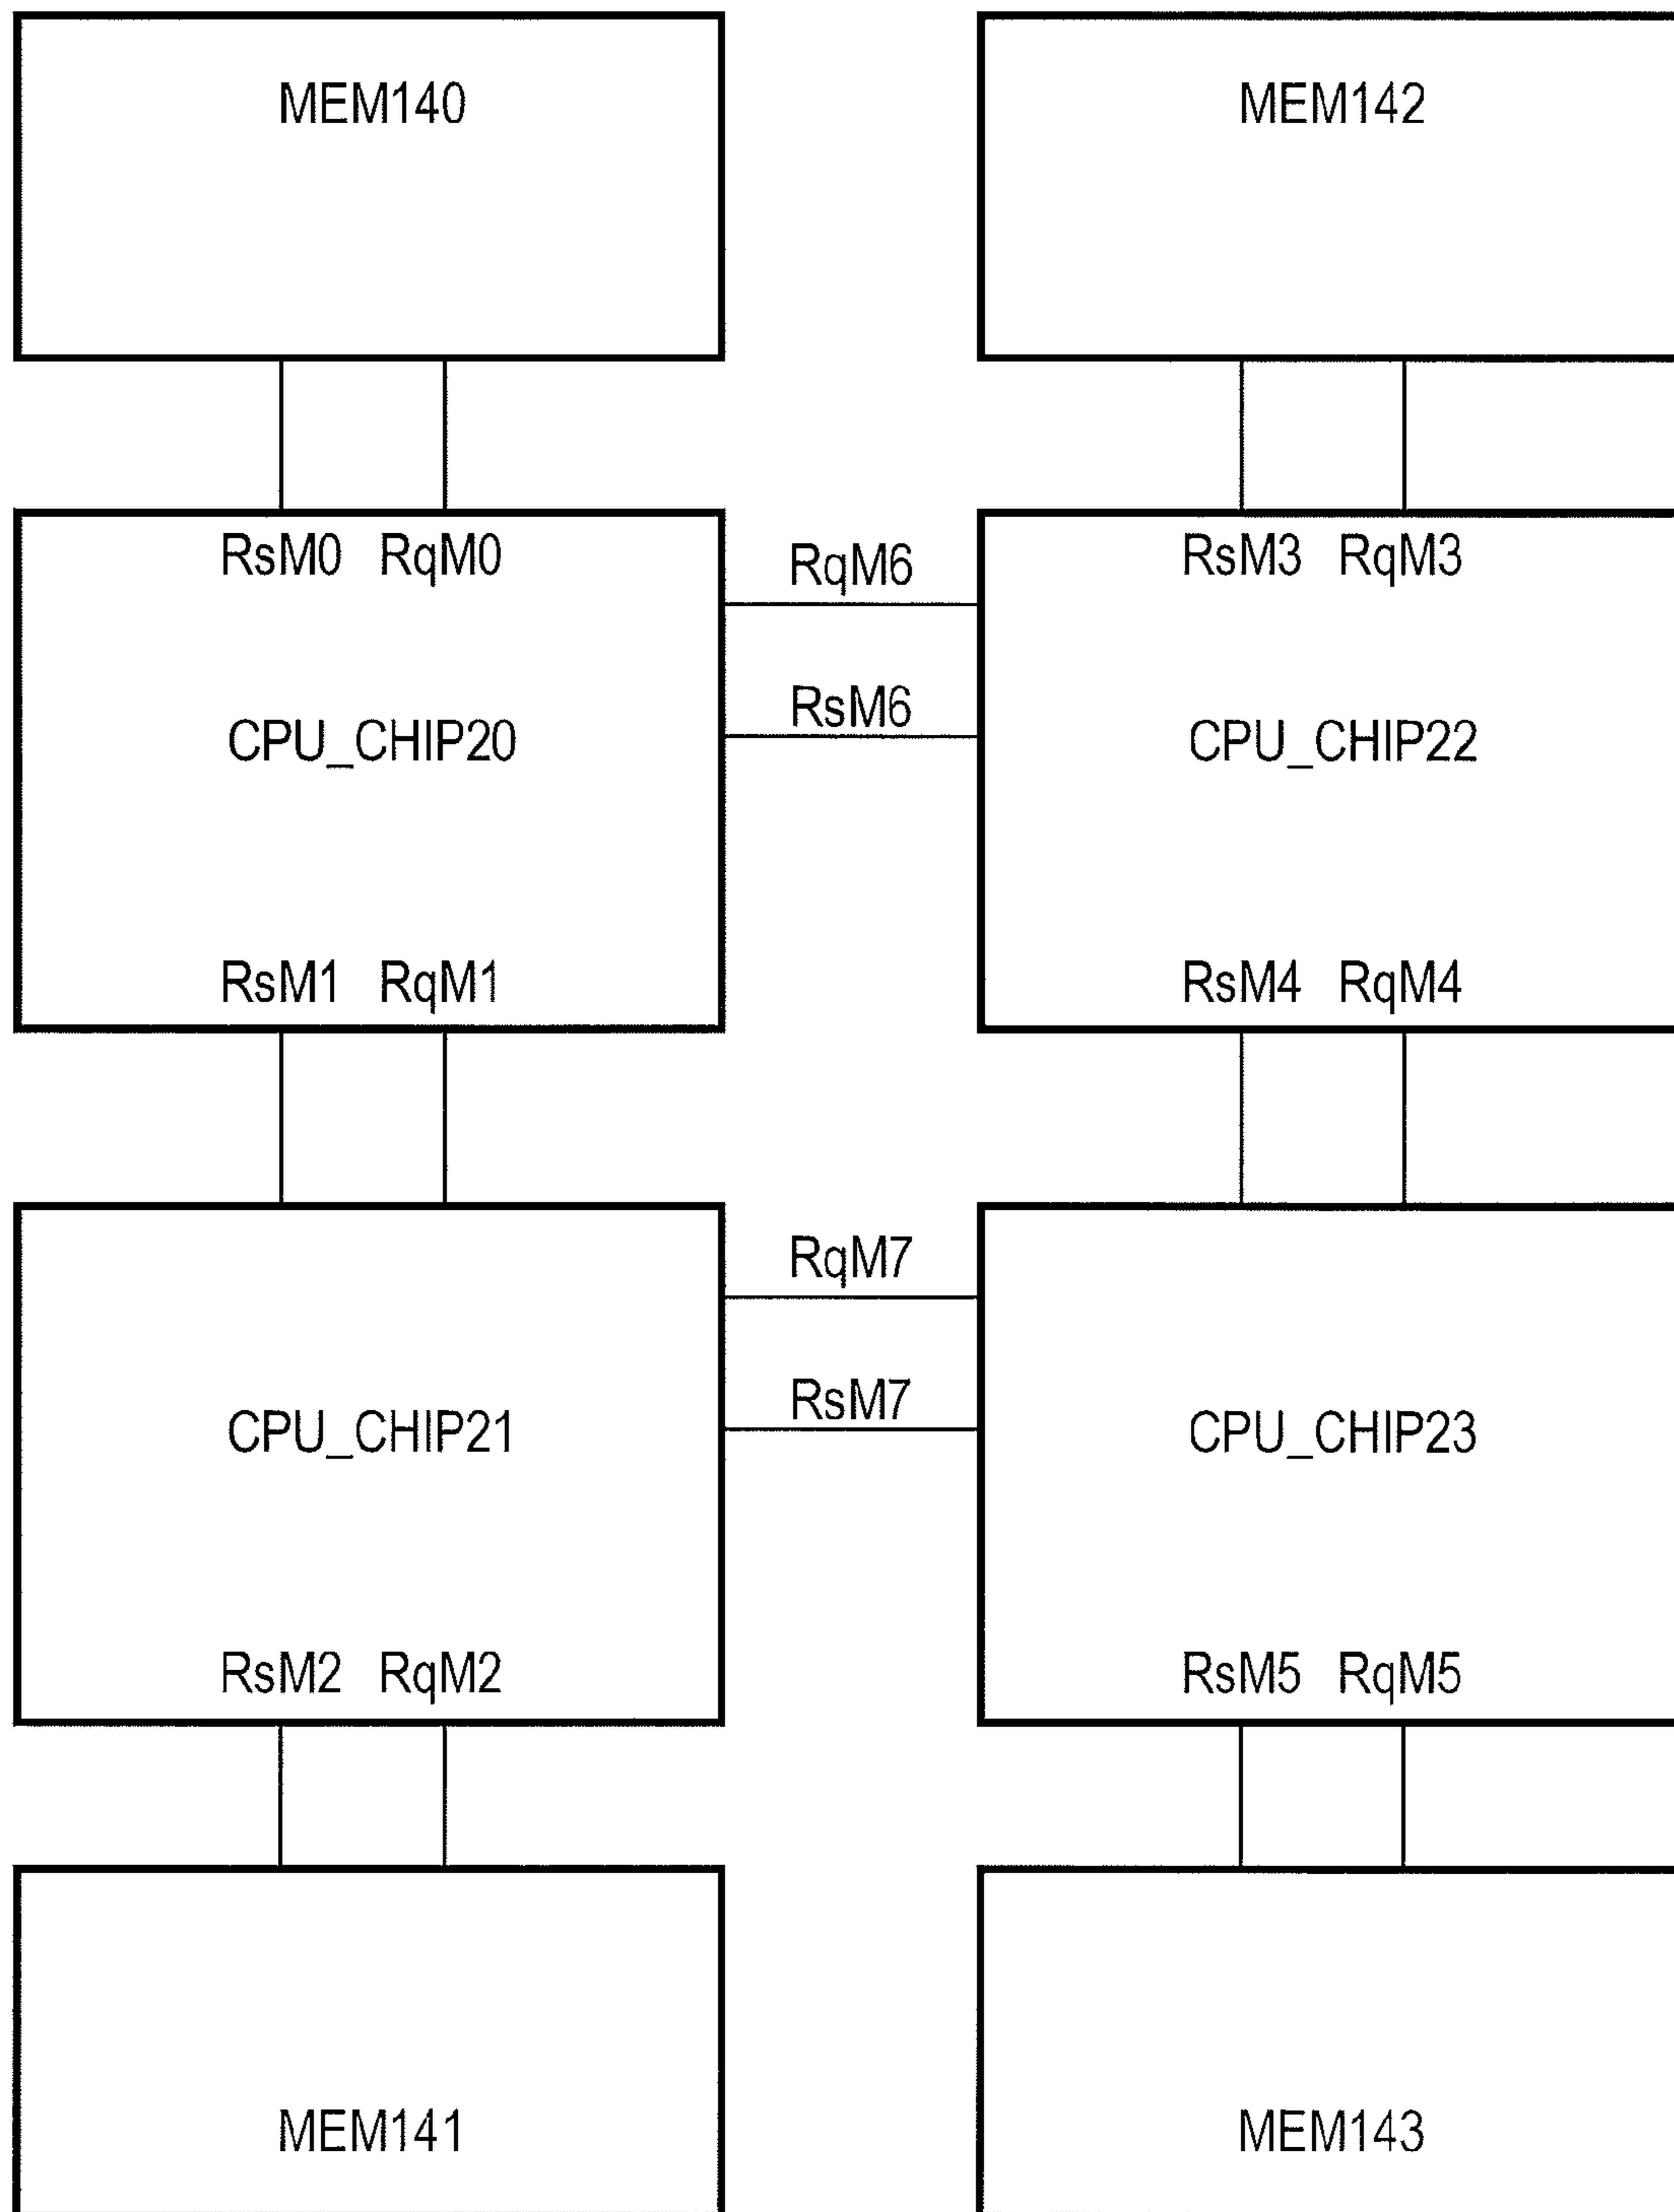 MEM140 MEM142
RsM0 RqM0 RsM3 RqM3
RqM6
RsM6
CPU_CHIP20 CPU_CHIP22
RsM1 RqM1 RsM4 RqM4
RqM7
RsM7
CPU_CHIP21 CPU_CHIP23
RsM2 RqM2 RsM5 RqM5
MEM141 MEM143